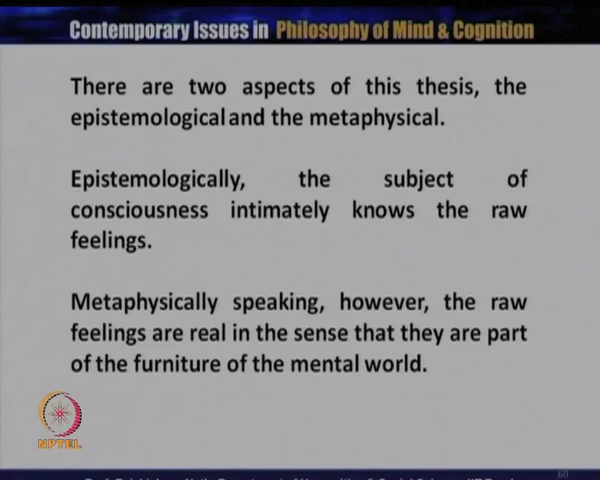 Contemporary Issues in Philosophy of Mind & Cognition
There are two aspects of this thesis, the
epistemological and the metaphysical.
Epistemologically, the subject of
consciousness intimately knows the raw
feelings.
Metaphysically speaking, however, the raw
feelings are real in the sense that they are part
of the furniture of the mental world.
NPTEL
60